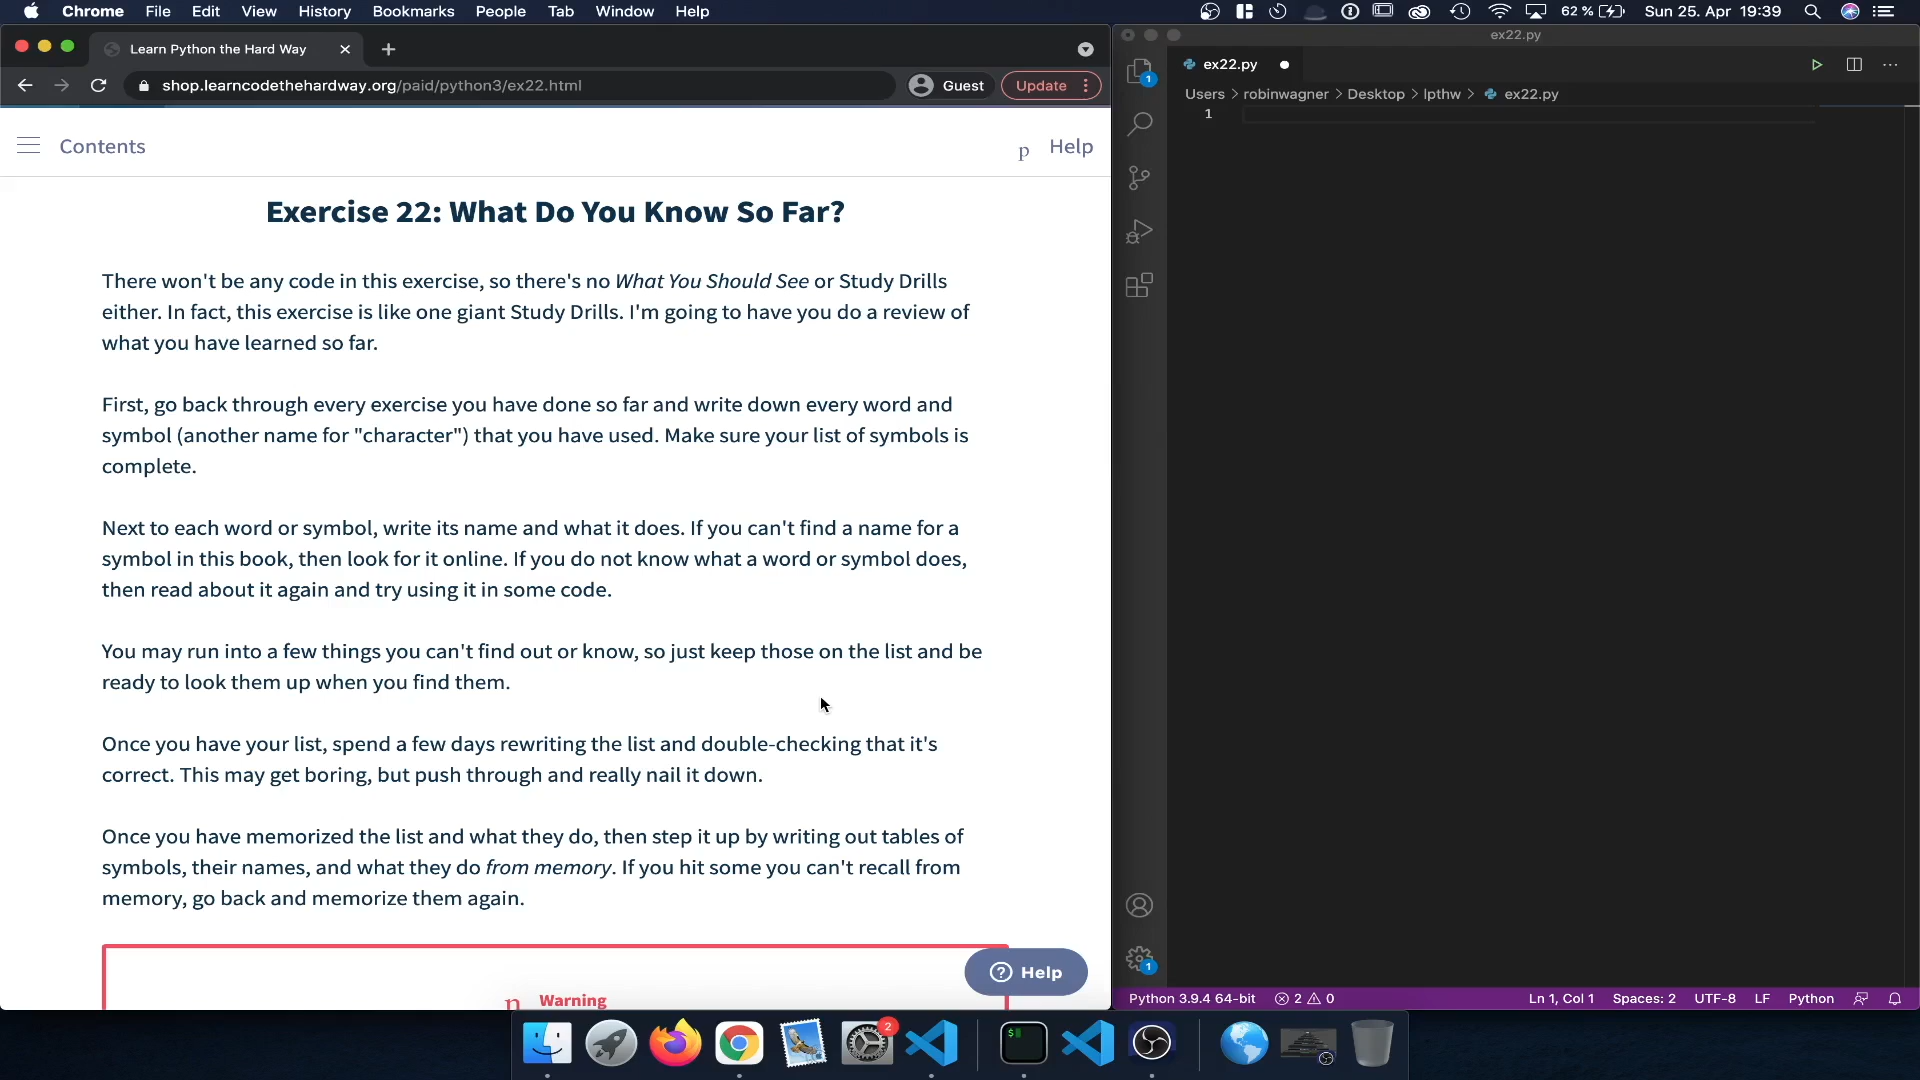 Chrome File Edit View History Bookmarks People Tab Window Help
62 % Sun 25. Apr 19:39
Learn Python the Hard Way
shop.learncodethehardway.org/paid/python3/ex22.html
Guest
Update
Contents
p Help
Exercise 22: What Do You Know So Far?
There won't be any code in this exercise, so there's no What You Should See or Study Drills
either. In fact, this exercise is like one giant Study Drills. I'm going to have you do a review of
what you have learned so far.
First, go back through every exercise you have done so far and write down every word and
symbol (another name for "character") that you have used. Make sure your list of symbols is
complete.
Next to each word or symbol, write its name and what it does. If you can't find a name for a
symbol in this book, then look for it online. If you do not know what a word or symbol does,
then read about it again and try using it in some code.
You may run into a few things you can't find out or know, so just keep those on the list and be
ready to look them up when you find them.
Once you have your list, spend a few days rewriting the list and double-checking that it's
correct. This may get boring, but push through and really nail it down.
Once you have memorized the list and what they do, then step it up by writing out tables of
symbols, their names, and what they do from memory. If you hit some you can't recall from
memory, go back and memorize them again.
Warning
? Help
ex22.py
ex22.py
Users > robinwagner > Desktop > lpthw > ex22.py
1
1
1
Python 3.9.4 64-bit 2 0 Ln 1, Col 1 Spaces: 2 UTF-8 LF Python
2
$